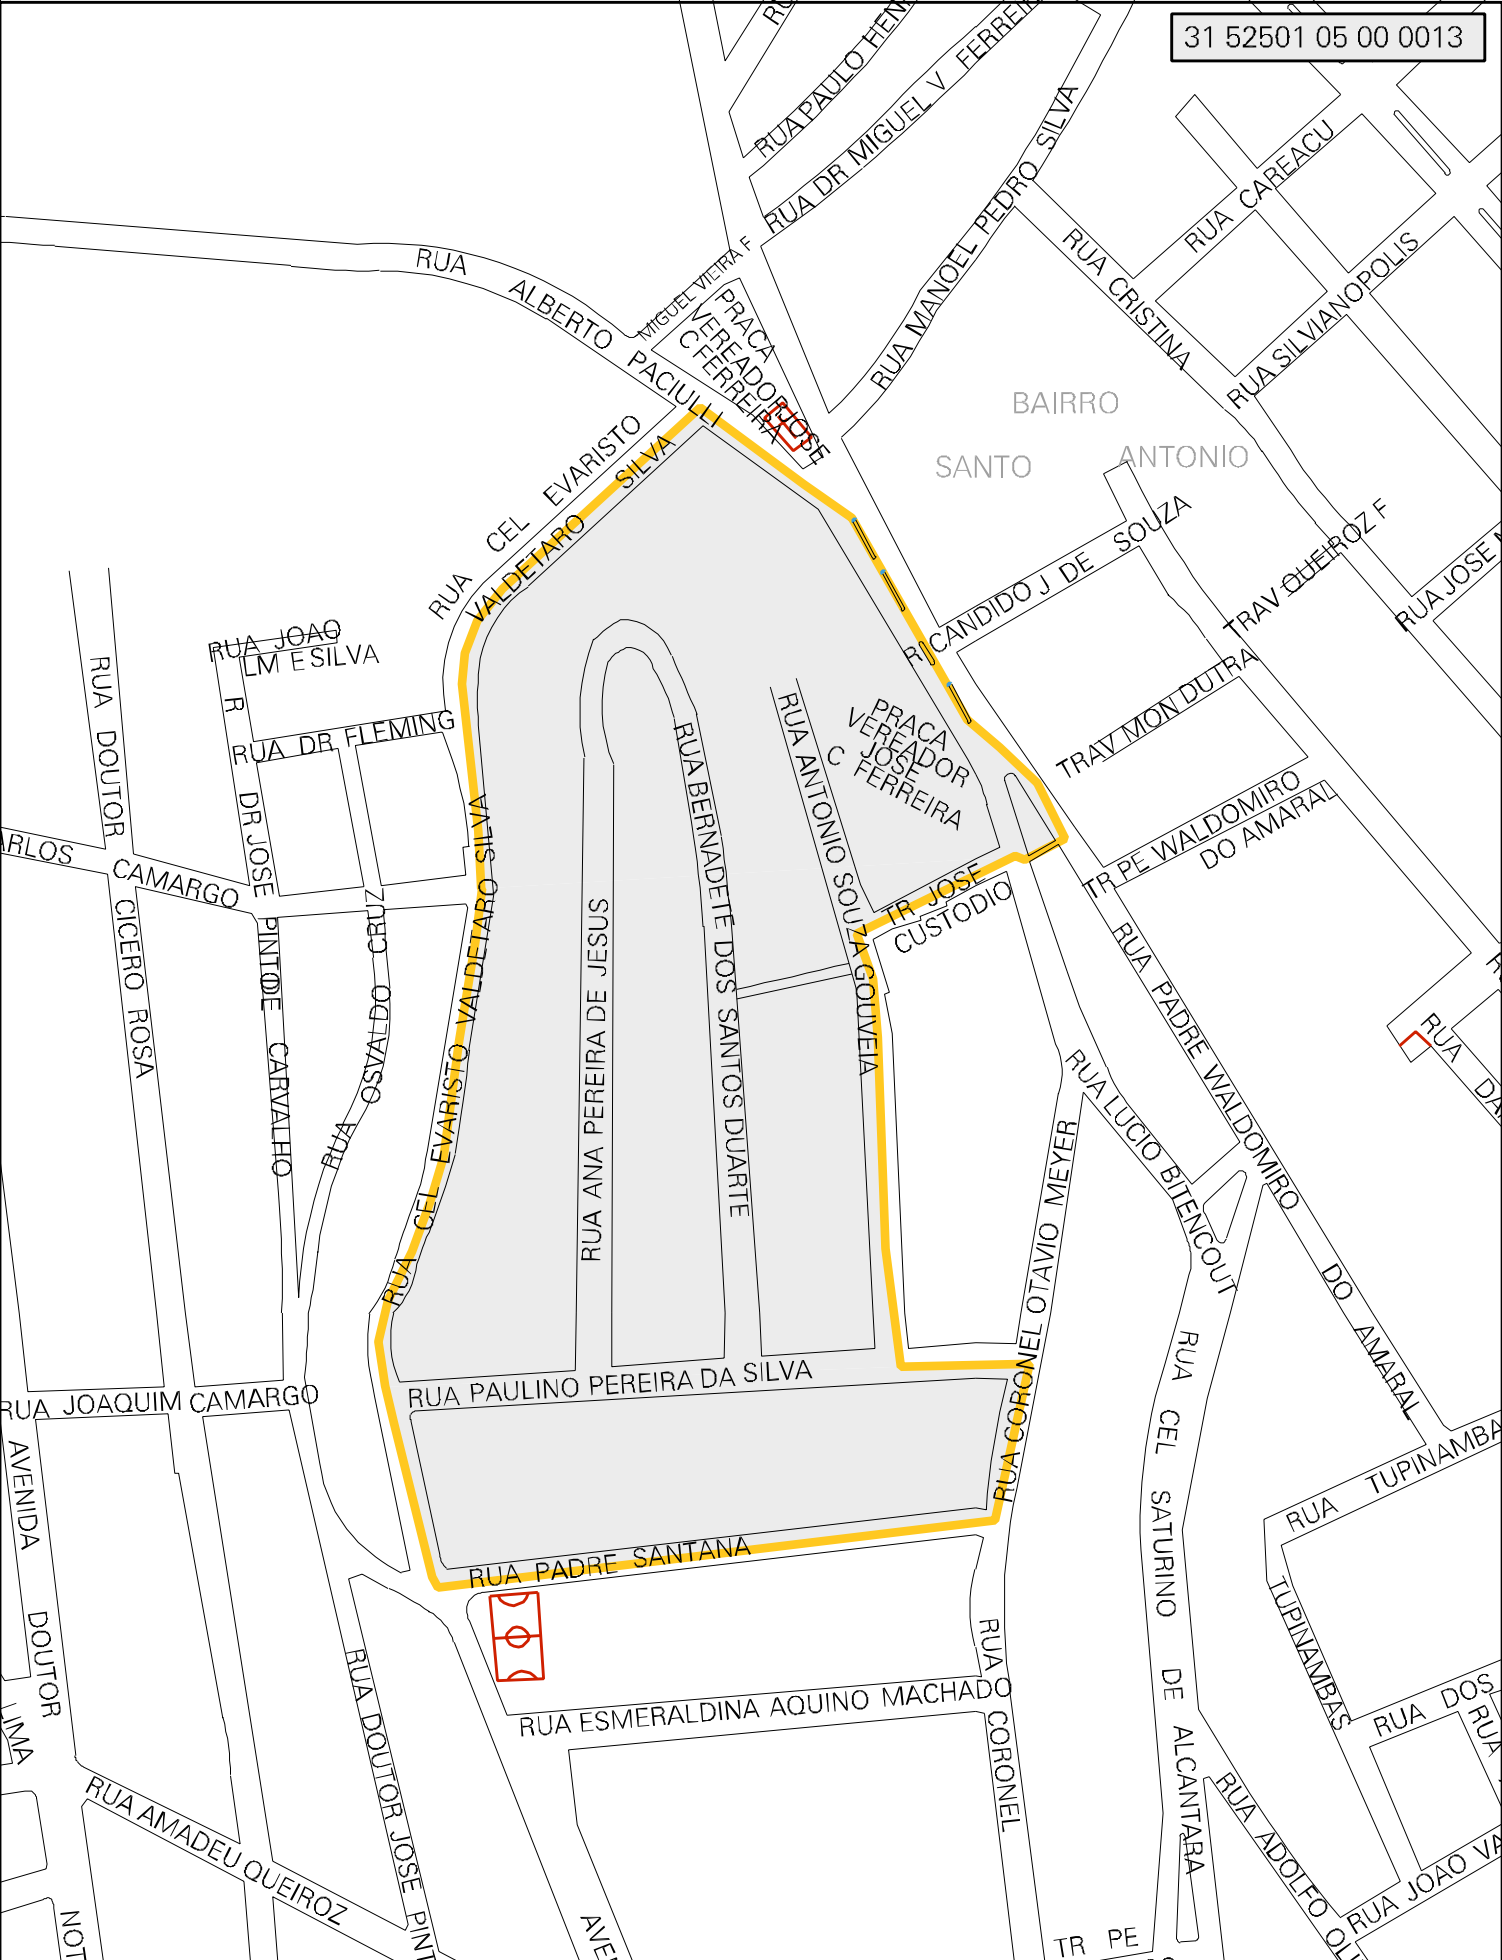 31 52501 05 00 0013
RUA PAULO HEN
RUA DR MIGUEL V FERREI
RUA MANOEL PEDRO SILVA
RUA CAREACU
RUA CRISTINA
RUA SILVIANOPOLIS
RUA ALBERTO PACIULLI
MIGUEL VIEIRA F
PRACA
VEREADOR JOSE
C FERREIRA
BAIRRO
SANTO ANTONIO
RUA CEL EVARISTO
VALDETARO SILVA
R CANDIDO J DE SOUZA
TRAV QUEIROZ F
RUA JOSE
RUA JOAO
LM E SILVA
R DR JOSE PINTO DE CARVALHO
RUA DR FLEMING
RUA DOUTOR CICERO ROSA
TRAV MON DUTRA
PRACA
VEREADOR
JOSE
C FERREIRA
RUA ANTONIO SOUZA GOUVEIA
RUA BERNADETE DOS SANTOS DUARTE
RUA ANA PEREIRA DE JESUS
RUA CEL EVARISTO VALDETARO SILVA
TR PE WALDOMIRO
DO AMARAL
ARLOS CAMARGO
RUA OSVALDO CRUZ
TR JOSE
CUSTODIO
RUA PADRE WALDOMIRO DO AMARAL
RUA DA
RUA LUCIO BITENCOUT
RUA CORONEL OTAVIO MEYER
RUA CEL SATURINO DE ALCANTARA
RUA PAULINO PEREIRA DA SILVA
RUA JOAQUIM CAMARGO
AVENIDA DOUTOR
RUA TUPINAMBA
TUPINAMBAS
RUA PADRE SANTANA
RUA ESMERALDINA AQUINO MACHADO
RUA CORONEL
RUA DOUTOR JOSE PINT
RUA DOS
RUA
LIMA
RUA AMADEU QUEIROZ
RUA ADOLFO OLI
RUA JOAO VA
NOT
AVE
TR PE